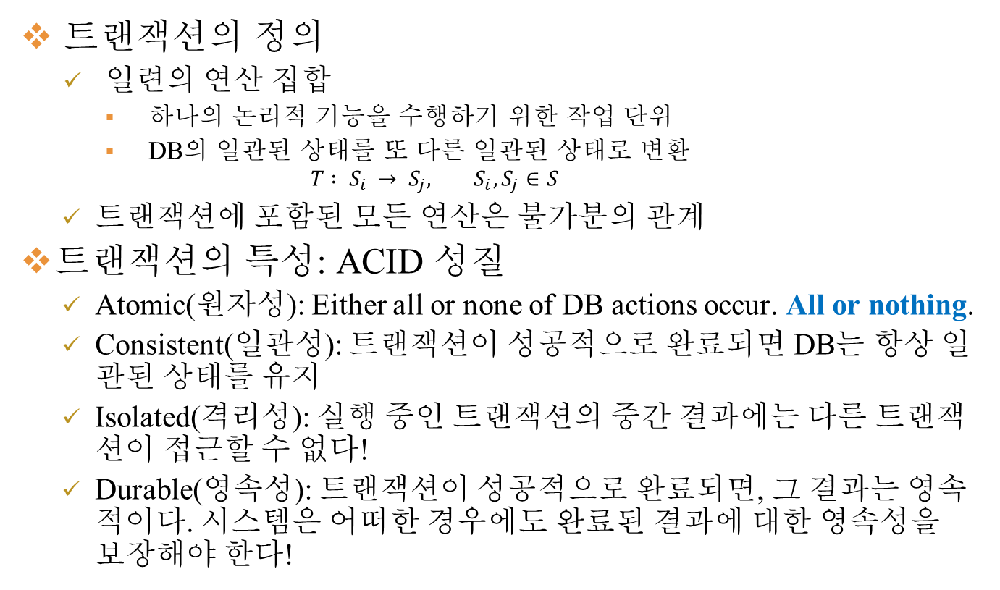 트랜잭션의 정의
일련의 연산 집합
하나의 논리적 기능을 수행하기 위한 작업 단위
DB의 일관된 상태를 또 다른 일관된 상태로 변환
T : Sᵢ → Sⱼ, Sᵢ, Sⱼ ∈ S
트랜잭션에 포함된 모든 연산은 불가분의 관계
트랜잭션의 특성: ACID 성질
Atomic(원자성): Either all or none of DB actions occur. All or nothing.
Consistent(일관성): 트랜잭션이 성공적으로 완료되면 DB는 항상 일
관된 상태를 유지
Isolated(격리성): 실행 중인 트랜잭션의 중간 결과에는 다른 트랜잭
션이 접근할 수 없다!
Durable(영속성): 트랜잭션이 성공적으로 완료되면, 그 결과는 영속
적이다. 시스템은 어떠한 경우에도 완료된 결과에 대한 영속성을
보장해야 한다!